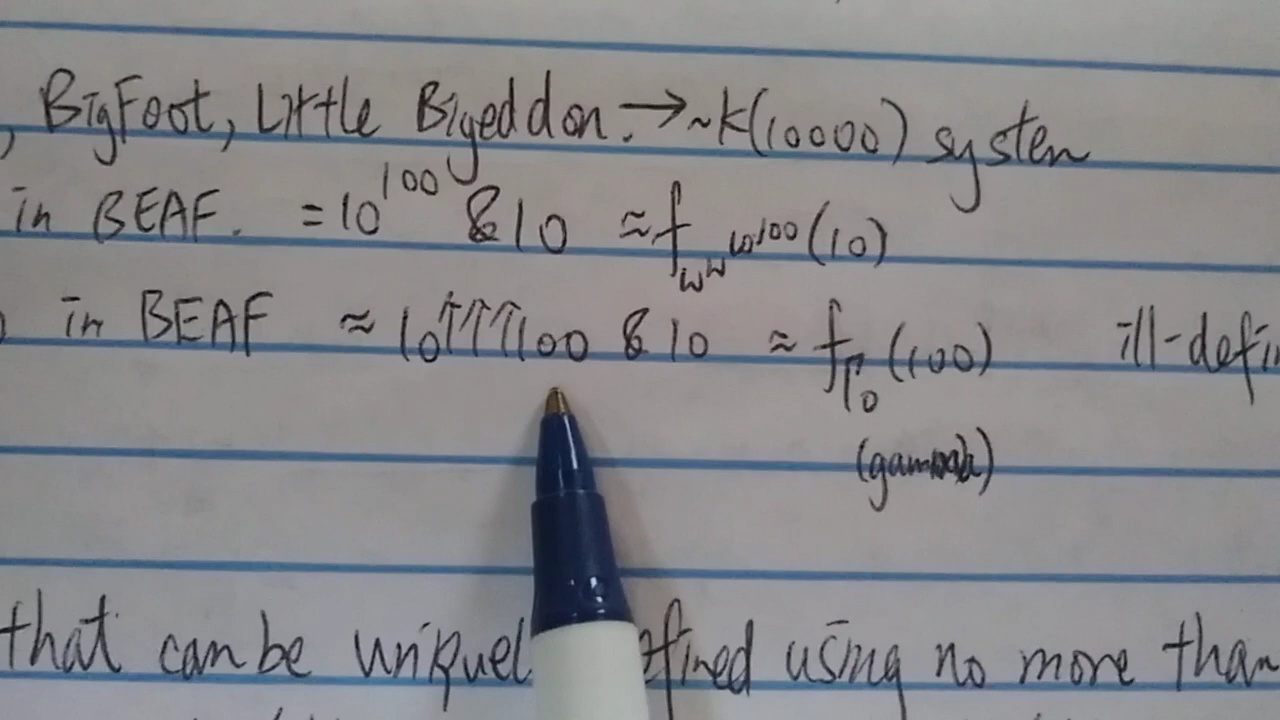 , BigFoot, Little Bigeddon. → ~K(10000) system
in BEAF. = 10^100 & 10 ≈ f_ω^ω^ω^100 (10)
) in BEAF ≈ 10↑↑↑100 & 10 ≈ f_Γ_0 (100) ill-defi
(gamma)
that can be uniquel fined using no more than